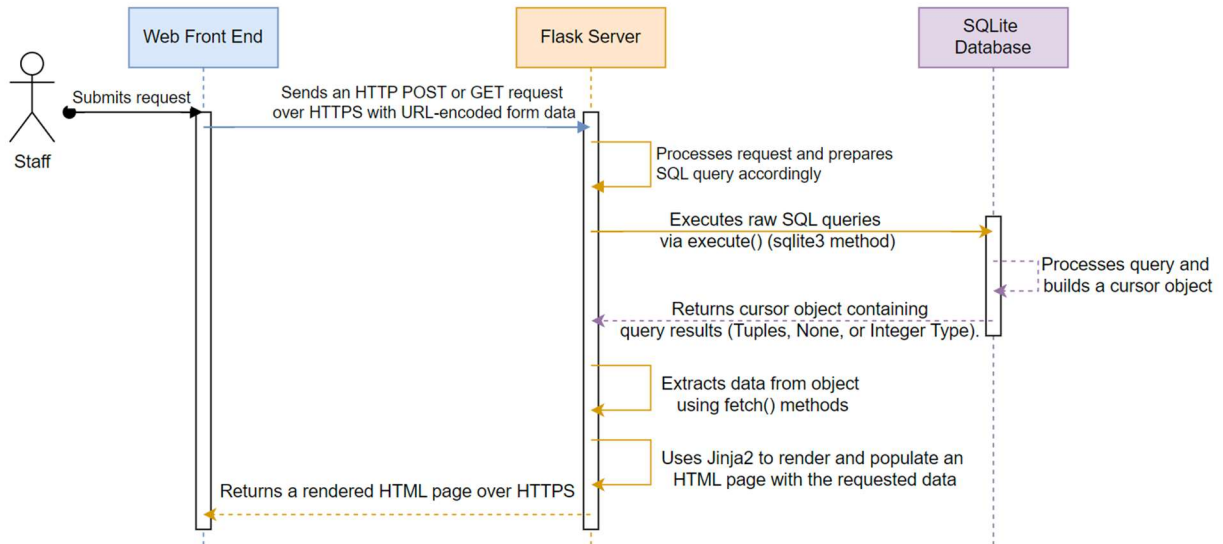 Web Front End
Flask Server
SQLite
Database
Staff
Submits request
Sends an HTTP POST or GET request
over HTTPS with URL-encoded form data
Processes request and prepares
SQL query accordingly
Executes raw SQL queries
via execute() (sqlite3 method)
Processes query and
builds a cursor object
Returns cursor object containing
query results (Tuples, None, or Integer Type).
Extracts data from object
using fetch() methods
Uses Jinja2 to render and populate an
HTML page with the requested data
Returns a rendered HTML page over HTTPS